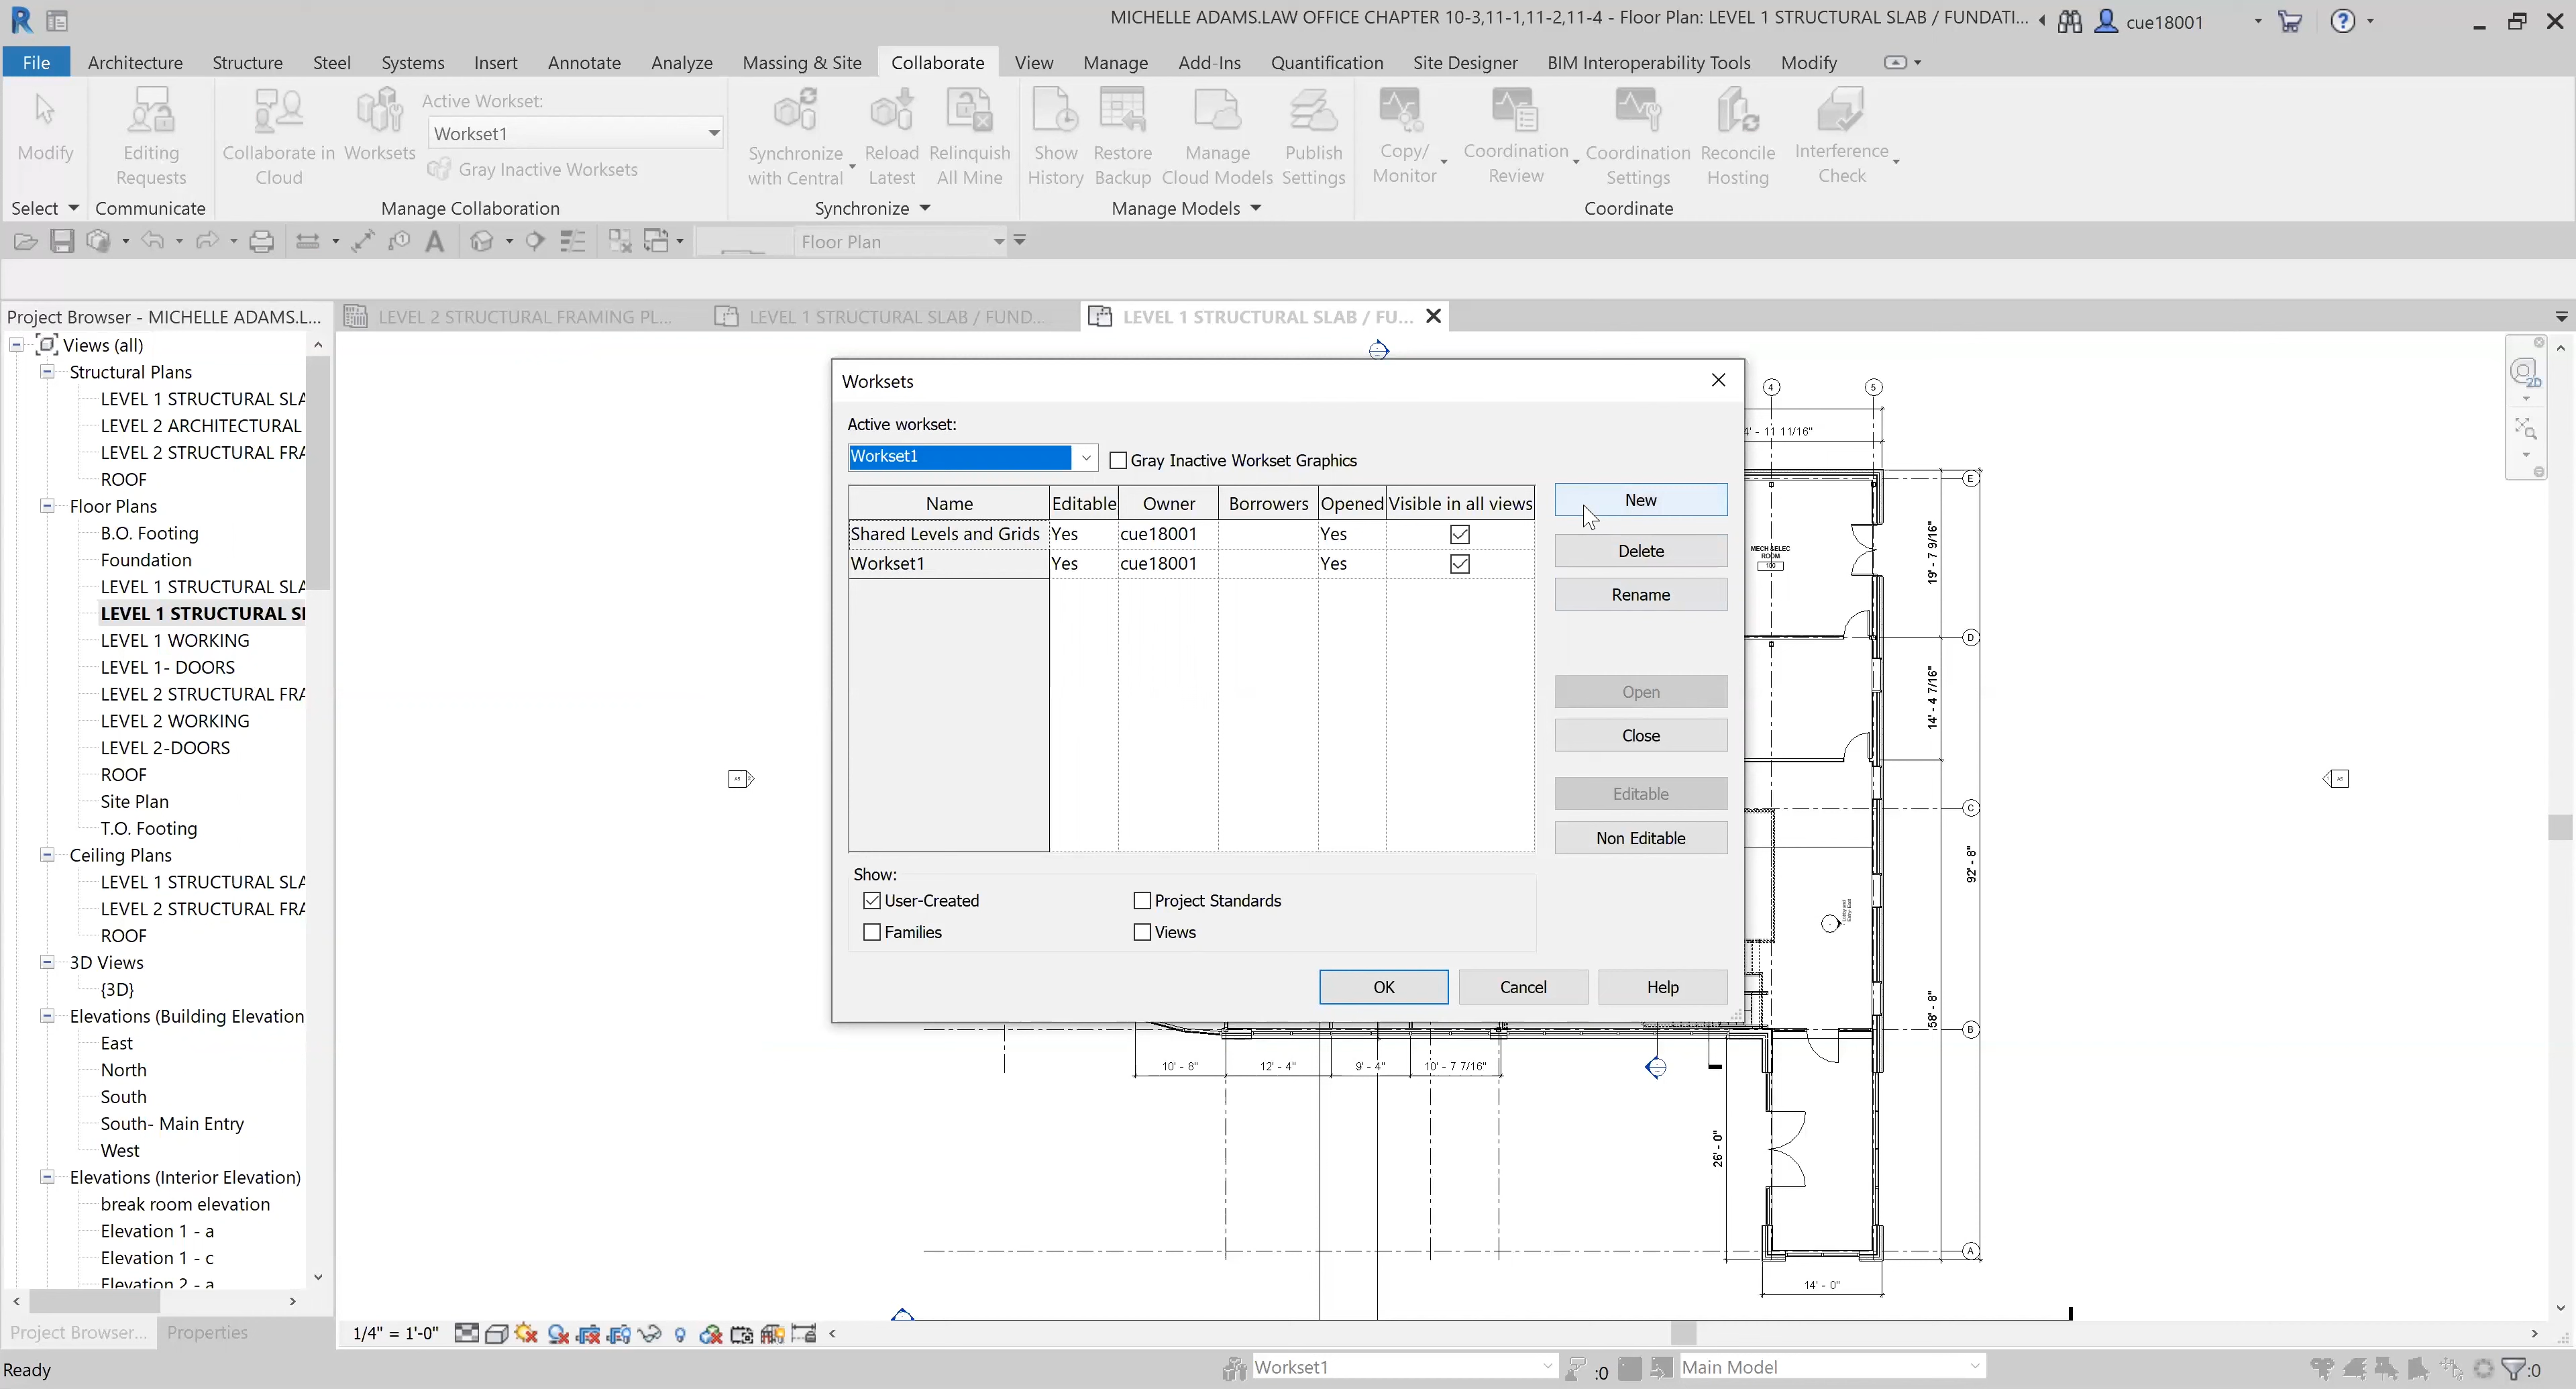 MICHELLE ADAMS.LAW OFFICE CHAPTER 10-3,11-1,11-2,11-4 - Floor Plan: LEVEL 1 STRUCTURAL SLAB / FUNDATI...
cue18001
File Architecture Structure Steel Systems Insert Annotate Analyze Massing & Site Collaborate View Manage Add-Ins Quantification Site Designer BIM Interoperability Tools Modify
Modify
Editing Requests
Collaborate in Cloud
Worksets
Active Workset:
Workset1
Gray Inactive Worksets
Synchronize with Central
Reload Latest
Relinquish All Mine
Show History
Restore Backup
Manage Cloud Models
Publish Settings
Copy/ Monitor
Coordination Review
Coordination Settings
Reconcile Hosting
Interference Check
Select Communicate Manage Collaboration Synchronize Manage Models Coordinate
Floor Plan
Project Browser - MICHELLE ADAMS.L...
LEVEL 2 STRUCTURAL FRAMING PL...
LEVEL 1 STRUCTURAL SLAB / FUND...
LEVEL 1 STRUCTURAL SLAB / FU...
Views (all)
Structural Plans
LEVEL 1 STRUCTURAL SLA
LEVEL 2 ARCHITECTURAL
LEVEL 2 STRUCTURAL FRA
ROOF
Floor Plans
B.O. Footing
Foundation
LEVEL 1 STRUCTURAL SLA
LEVEL 1 STRUCTURAL SL
LEVEL 1 WORKING
LEVEL 1- DOORS
LEVEL 2 STRUCTURAL FRA
LEVEL 2 WORKING
LEVEL 2-DOORS
ROOF
Site Plan
T.O. Footing
Ceiling Plans
LEVEL 1 STRUCTURAL SLA
LEVEL 2 STRUCTURAL FRA
ROOF
3D Views
{3D}
Elevations (Building Elevation
East
North
South
South- Main Entry
West
Elevations (Interior Elevation)
break room elevation
Elevation 1 - a
Elevation 1 - c
Elevation 2 - a
Project Browser... Properties
Worksets
Active workset:
Workset1
Gray Inactive Workset Graphics
Name Editable Owner Borrowers Opened Visible in all views
Shared Levels and Grids Yes cue18001 Yes
Workset1 Yes cue18001 Yes
New
Delete
Rename
Open
Close
Editable
Non Editable
Show:
User-Created Project Standards
Families Views
OK Cancel Help
4 5
4' - 11 11/16"
E
MECH &ELEC
ROOM
100
19' - 7 9/16"
D
14' - 4 7/16"
C
92' - 8"
58' - 8"
B
10' - 8" 12' - 4" 9' - 4" 10' - 7 7/16"
26' - 0"
A
14' - 0"
2D
1/4" = 1'-0"
Ready
Workset1
:0
Main Model
:0